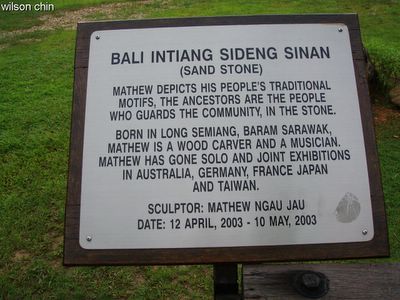 wilson chin
BALI INTIANG SIDENG SINAN
(SAND STONE)
MATHEW DEPICTS HIS PEOPLE'S TRADITIONAL
MOTIFS, THE ANCESTORS ARE THE PEOPLE
WHO GUARDS THE COMMUNITY, IN THE STONE.
BORN IN LONG SEMIANG, BARAM SARAWAK,
MATHEW IS A WOOD CARVER AND A MUSICIAN.
MATHEW HAS GONE SOLO AND JOINT EXHIBITIONS
IN AUSTRALIA, GERMANY, FRANCE JAPAN
AND TAIWAN.
SCULPTOR: MATHEW NGAU JAU
DATE: 12 APRIL, 2003 - 10 MAY, 2003